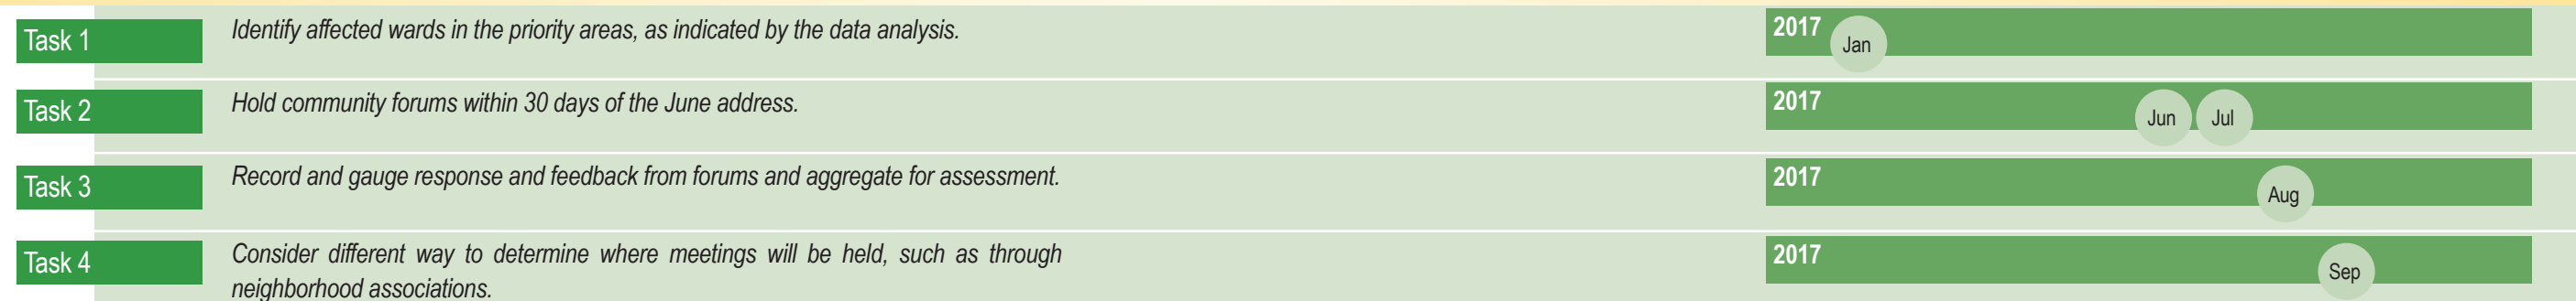 Task 1
Identify affected wards in the priority areas, as indicated by the data analysis.
2017
Jan
Task 2
Hold community forums within 30 days of the June address.
2017
Jun
Jul
Task 3
Record and gauge response and feedback from forums and aggregate for assessment.
2017
Aug
Task 4
Consider different way to determine where meetings will be held, such as through
neighborhood associations.
2017
Sep